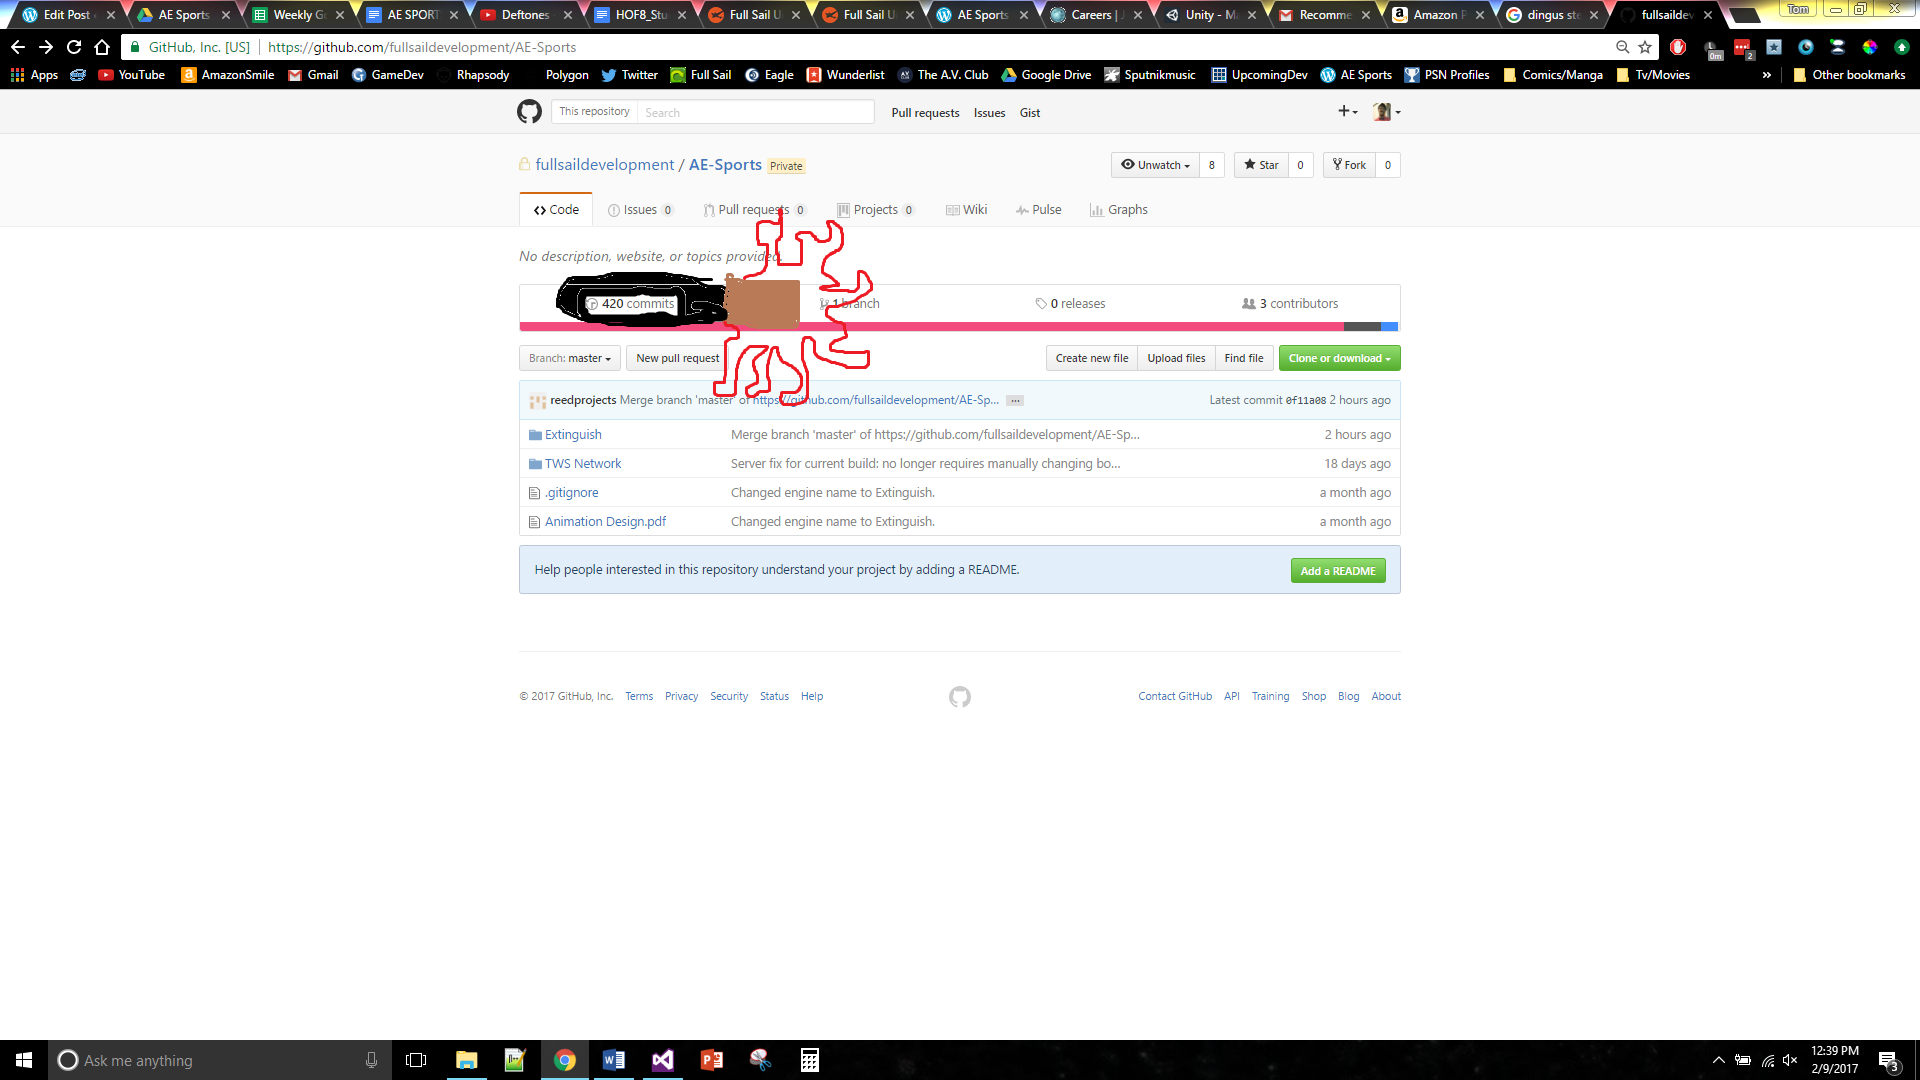 Edit Post
AE Sports
Weekly G
AE SPORT
Deftones
HOF8_Stu
Full Sail U
Full Sail U
AE Sports
Careers | J
Unity - M
Recomme
Amazon P
dingus ste
fullsaildev
Tom
GitHub, Inc. [US] https://github.com/fullsaildevelopment/AE-Sports
Apps YouTube AmazonSmile Gmail GameDev Rhapsody Polygon Twitter Full Sail Eagle Wunderlist The A.V. Club Google Drive Sputnikmusic UpcomingDev AE Sports PSN Profiles Comics/Manga Tv/Movies » Other bookmarks
This repository Search Pull requests Issues Gist
fullsaildevelopment / AE-Sports Private Unwatch 8 Star 0 Fork 0
Code Issues 0 Pull requests 0 Projects 0 Wiki Pulse Graphs
No description, website, or topics provided.
420 commits 1 branch 0 releases 3 contributors
Branch: master New pull request Create new file Upload files Find file Clone or download
reedprojects Merge branch 'master' of https://github.com/fullsaildevelopment/AE-Sp... ... Latest commit 0f11a08 2 hours ago
Extinguish Merge branch 'master' of https://github.com/fullsaildevelopment/AE-Sp... 2 hours ago
TWS Network Server fix for current build: no longer requires manually changing bo... 18 days ago
.gitignore Changed engine name to Extinguish. a month ago
Animation Design.pdf Changed engine name to Extinguish. a month ago
Help people interested in this repository understand your project by adding a README. Add a README
© 2017 GitHub, Inc. Terms Privacy Security Status Help Contact GitHub API Training Shop Blog About
Ask me anything
12:39 PM
2/9/2017
3